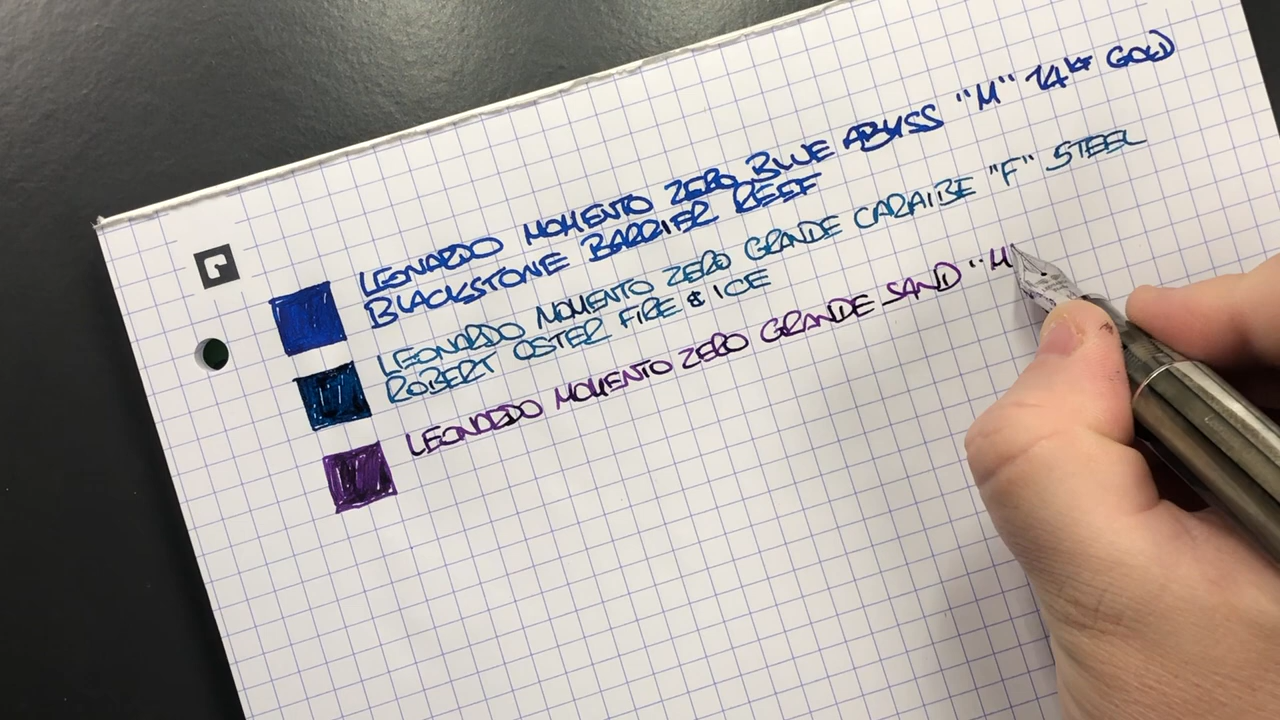 LEONARDO MOMENTO ZERO BLUE ABYSS "M" 14kt GOLD
BLACKSTONE BARRIER REEF
LEONARDO MOMENTO ZERO GRANDE CARAIBE "F" STEEL
ROBERT OSTER FIRE & ICE
LEONARDO MOMENTO ZERO GRANDE SAND "M